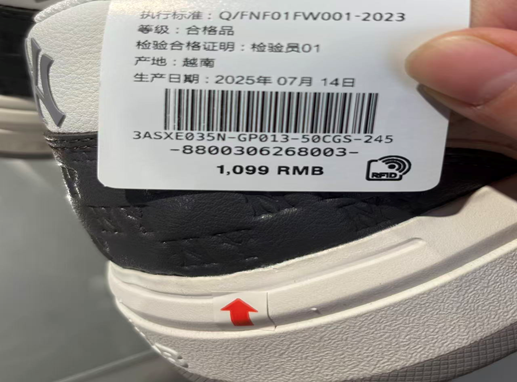 执行标准：Q/FNF01FW001-2023
等级：合格品
检验合格证明：检验员01
产地：越南
生产日期：2025年 07月 14日
3ASXE035N-GP013-50CGS-245
-8800306268003-
1,099 RMB
RFID